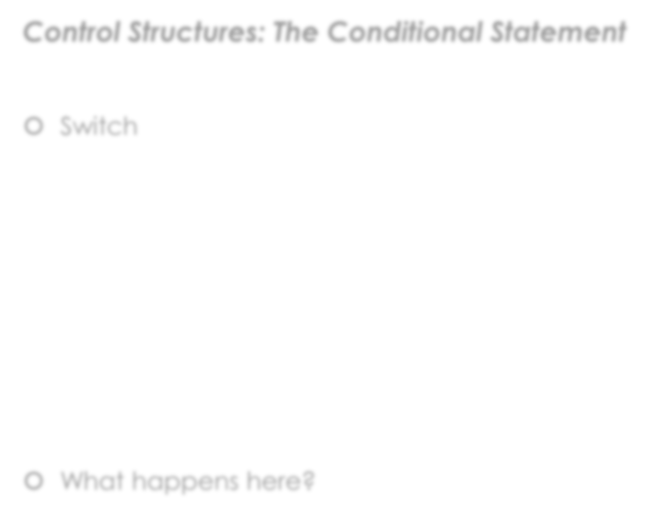 Control Structures: The Conditional Statement
Switch
What happens here?